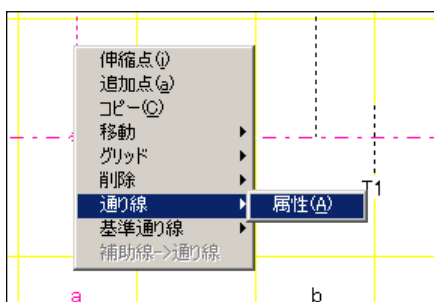 伸縮点(i)
追加点(a)
コピー(C)
移動
グリッド
削除
通り線
属性(A)
T1
基準通り線
補助線->通り線
a
b